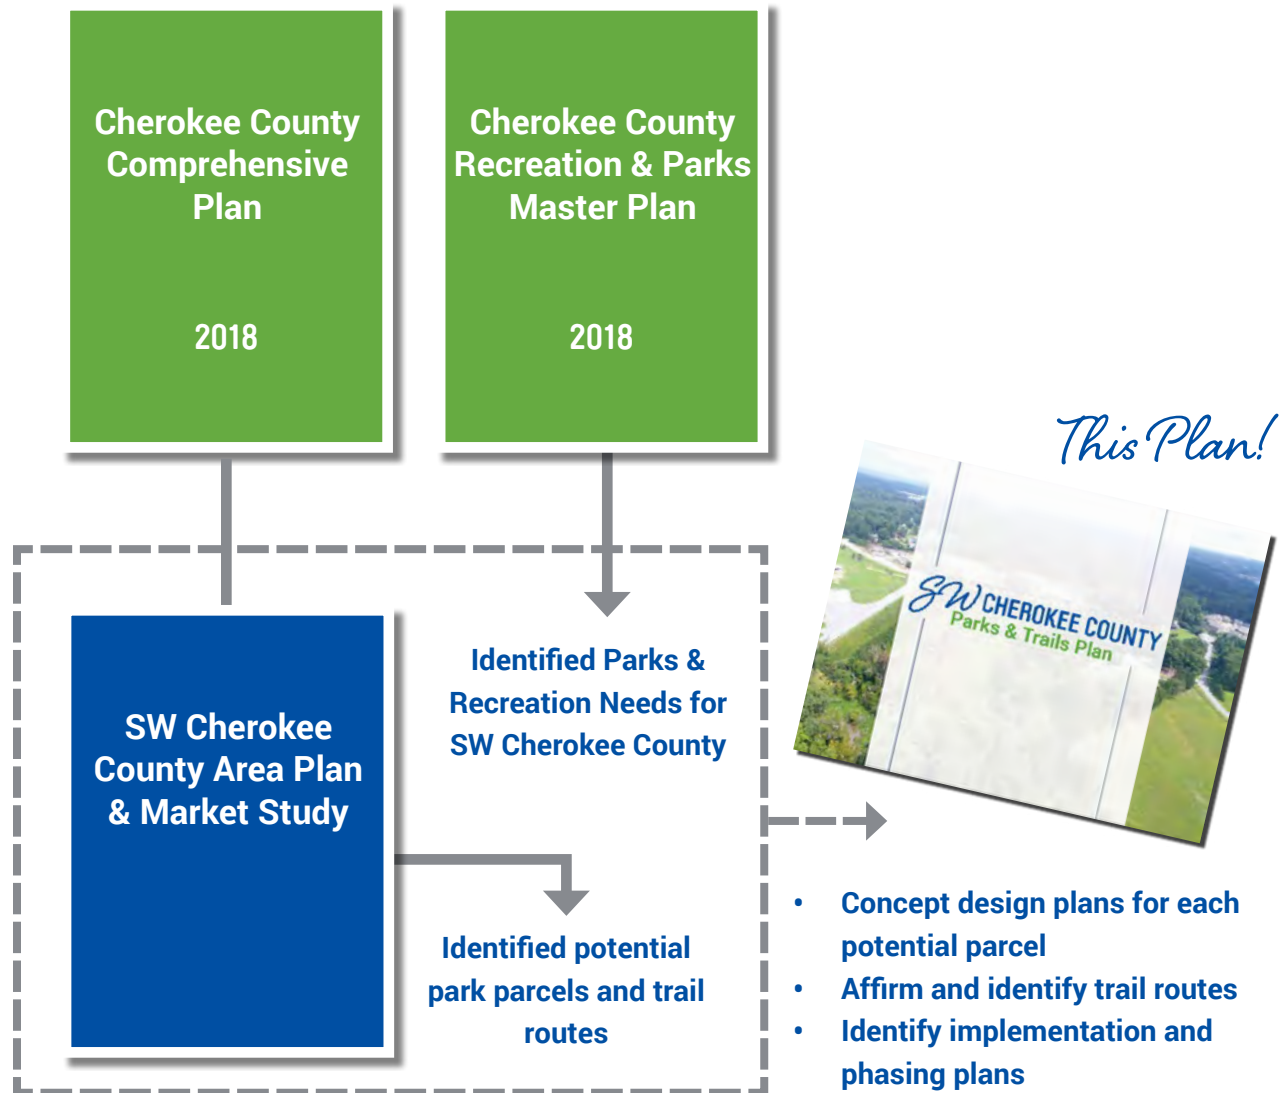 Cherokee County
Comprehensive
Plan
2018
Cherokee County
Recreation & Parks
Master Plan
2018
This Plan!
SW CHEROKEE COUNTY
Parks & Trails Plan
SW Cherokee
County Area Plan
& Market Study
Identified Parks &
Recreation Needs for
SW Cherokee County
Identified potential
park parcels and trail
routes
• Concept design plans for each
potential parcel
• Affirm and identify trail routes
• Identify implementation and
phasing plans